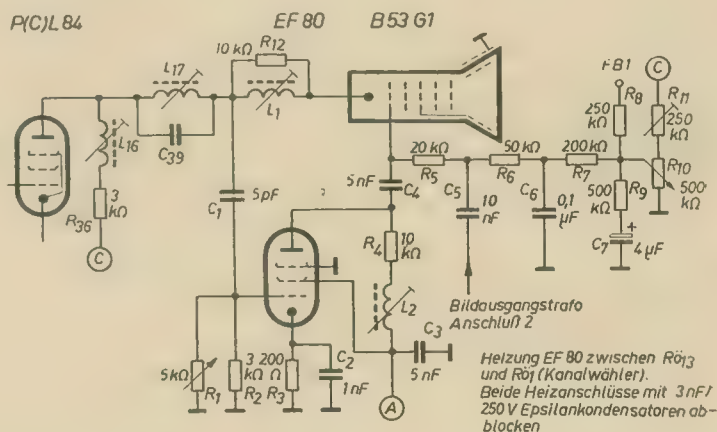 P(C)L 84
EF 80
B 53 G1
10 kΩ
R12
L17
L1
L16
C39
3 kΩ
R36
C
5 pF
C1
5 nF
C4
20 kΩ
R5
C5
10 nF
50 kΩ
R6
C6
0,1 µF
200 kΩ
R7
FB1
R8
250 kΩ
C
R11
250 kΩ
R10
500 kΩ
500 kΩ
R9
C7
+
4 µF
10 kΩ
R4
L2
C3
5 nF
A
Bildausgangstrafo
Anschluß 2
5 kΩ
R1
3 kΩ
R2
200 Ω
R3
C2
1 nF
Heizung EF 80 zwischen Rö13
und Rö1 (Kanalwähler).
Beide Heizanschlüsse mit 3 nF/
250 V Epsilankondensatoren ab-
blocken